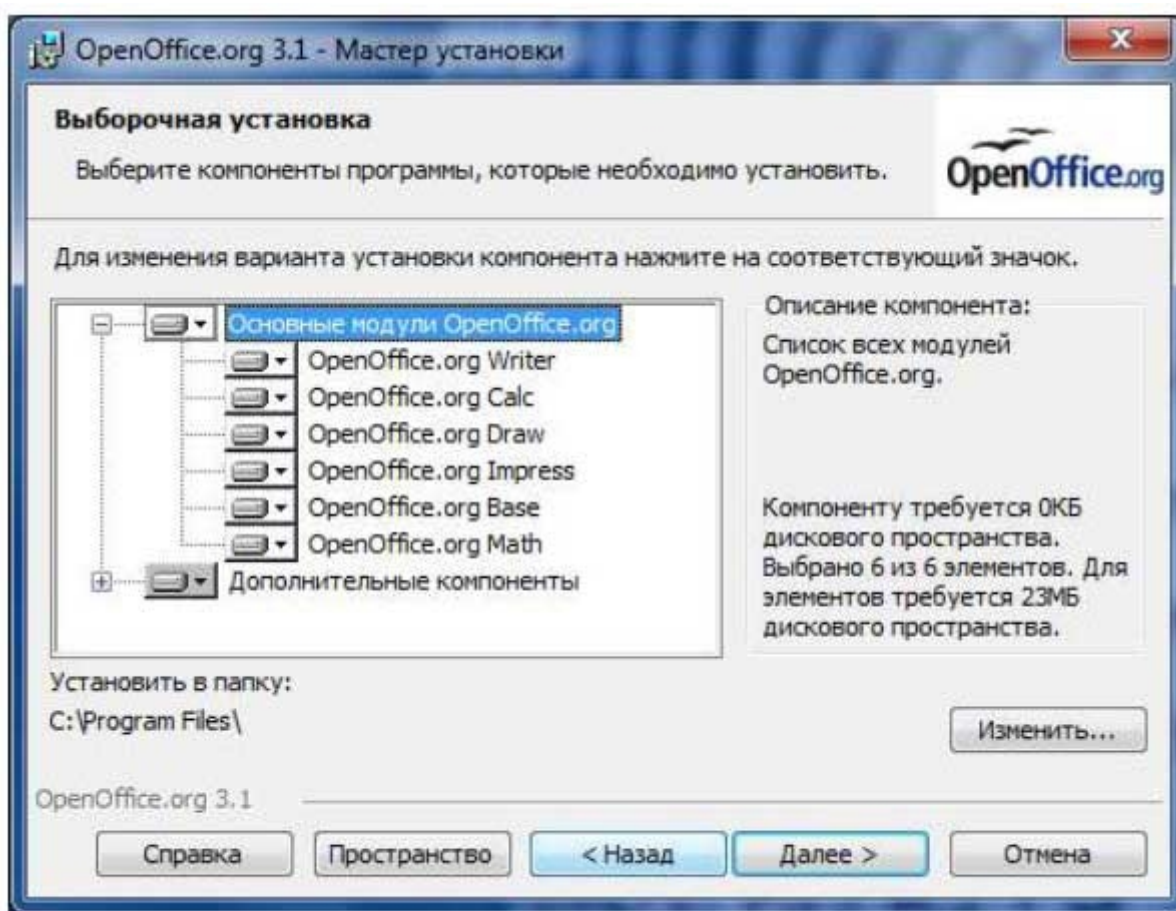 OpenOffice.org 3.1 - Мастер установки
Выборочная установка
Выберите компоненты программы, которые необходимо установить.
OpenOffice.org
Для изменения варианта установки компонента нажмите на соответствующий значок.
Основные модули OpenOffice.org
OpenOffice.org Writer
OpenOffice.org Calc
OpenOffice.org Draw
OpenOffice.org Impress
OpenOffice.org Base
OpenOffice.org Math
Дополнительные компоненты
Описание компонента:
Список всех модулей
OpenOffice.org.
Компоненту требуется 0КБ
дискового пространства.
Выбрано 6 из 6 элементов. Для
элементов требуется 23МБ
дискового пространства.
Установить в папку:
C:\Program Files\
Изменить...
OpenOffice.org 3.1
Справка
Пространство
< Назад
Далее >
Отмена